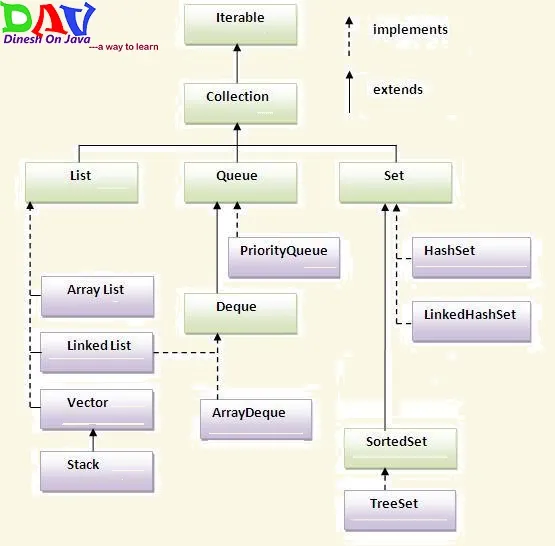 DAV
Dinesh On Java
---a way to learn
Iterable
implements
Collection
extends
List
Queue
Set
PriorityQueue
HashSet
Array List
Deque
LinkedHashSet
Linked List
Vector
ArrayDeque
SortedSet
Stack
TreeSet